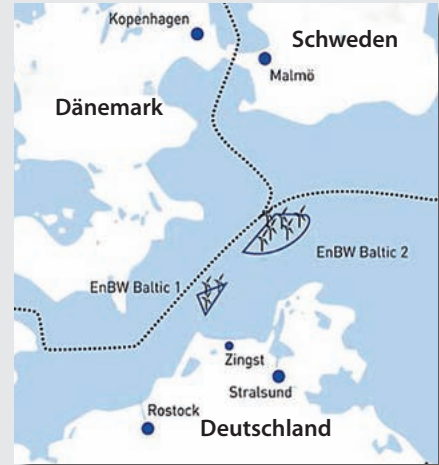 Kopenhagen
Schweden
Malmö
Dänemark
EnBW Baltic 2
EnBW Baltic 1
Zingst
Stralsund
Rostock
Deutschland